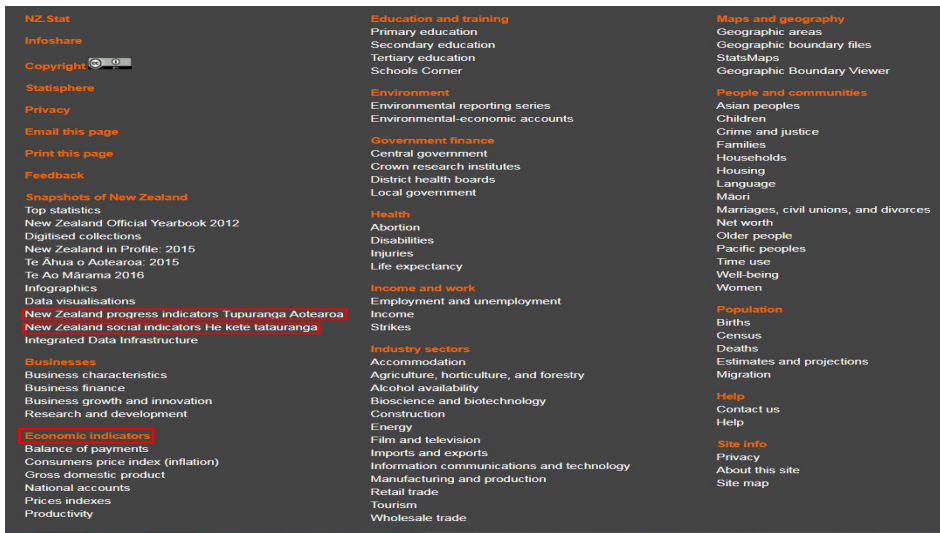 NZ.Stat
Infoshare
Copyright
Statisphere
Privacy
Email this page
Print this page
Feedback
Snapshots of New Zealand
Top statistics
New Zealand Official Yearbook 2012
Digitised collections
New Zealand in Profile: 2015
Te Āhua o Aotearoa: 2015
Te Ao Mārama 2016
Infographics
Data visualisations
New Zealand progress indicators Tupuranga Aotearoa
New Zealand social indicators He kete tatauranga
Integrated Data Infrastructure
Businesses
Business characteristics
Business finance
Business growth and innovation
Research and development
Economic indicators
Balance of payments
Consumers price index (inflation)
Gross domestic product
National accounts
Prices indexes
Productivity
Education and training
Primary education
Secondary education
Tertiary education
Schools Corner
Environment
Environmental reporting series
Environmental-economic accounts
Government finance
Central government
Crown research institutes
District health boards
Local government
Health
Abortion
Disabilities
Injuries
Life expectancy
Income and work
Employment and unemployment
Income
Strikes
Industry sectors
Accommodation
Agriculture, horticulture, and forestry
Alcohol availability
Bioscience and biotechnology
Construction
Energy
Film and television
Imports and exports
Information communications and technology
Manufacturing and production
Retail trade
Tourism
Wholesale trade
Maps and geography
Geographic areas
Geographic boundary files
StatsMaps
Geographic Boundary Viewer
People and communities
Asian peoples
Children
Crime and justice
Families
Households
Housing
Language
Māori
Marriages, civil unions, and divorces
Net worth
Older people
Pacific peoples
Time use
Well-being
Women
Population
Births
Census
Deaths
Estimates and projections
Migration
Help
Contact us
Help
Site info
Privacy
About this site
Site map